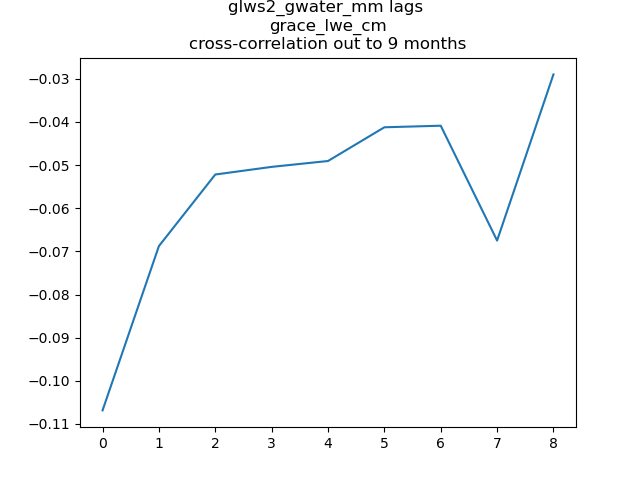 glws2_gwater_mm lags
grace_lwe_cm
cross-correlation out to 9 months
−0.03
−0.04
−0.05
−0.06
−0.07
−0.08
−0.09
−0.10
−0.11
0 1 2 3 4 5 6 7 8